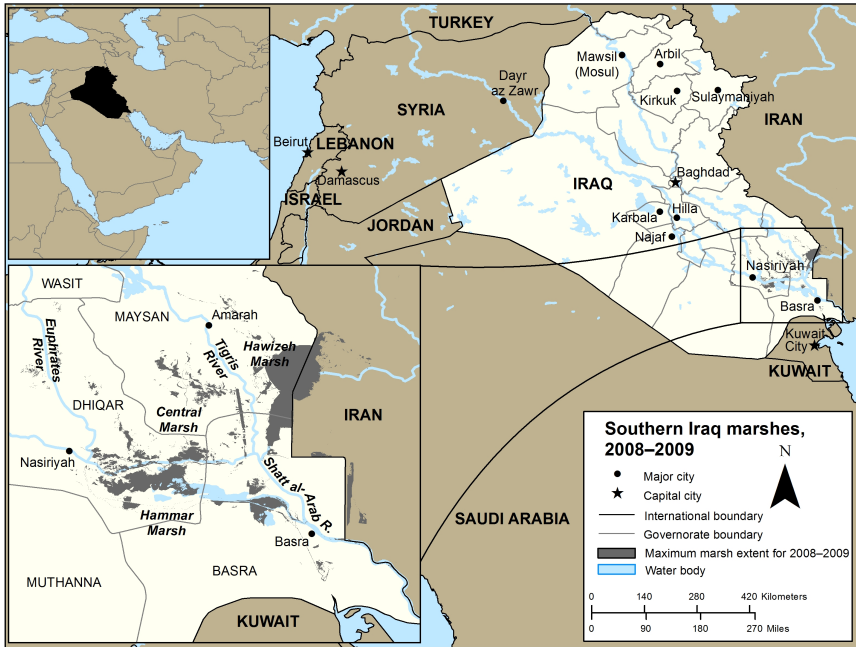 TURKEY
Mawsil
(Mosul)
Arbil
Dayr
az Zawr
Kirkuk
Sulaymaniyah
SYRIA
IRAN
Beirut
LEBANON
Damascus
Baghdad
IRAQ
ISRAEL
Karbala
Hilla
JORDAN
Najaf
Nasiriyah
Basra
Kuwait
City
KUWAIT
SAUDI ARABIA
WASIT
MAYSAN
Amarah
Euphrates
River
Tigris
River
Hawizeh
Marsh
DHIQAR
Central
Marsh
IRAN
Nasiriyah
Shatt al-Arab R.
Hammar
Marsh
Basra
MUTHANNA
BASRA
KUWAIT
Southern Iraq marshes,
2008–2009
N
Major city
Capital city
International boundary
Governorate boundary
Maximum marsh extent for 2008–2009
Water body
0 140 280 420 Kilometers
0 90 180 270 Miles